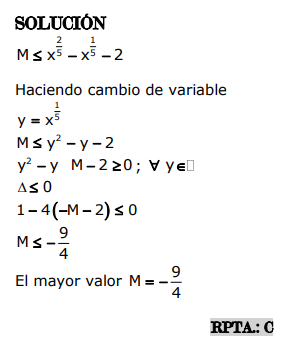 SOLUCIÓN
M ≤ x^(2/5) − x^(1/5) − 2
Haciendo cambio de variable
y = x^(1/5)
M ≤ y² − y − 2
y² − y M − 2 ≥ 0 ; ∀ y ∈ □
Δ ≤ 0
1 − 4(−M − 2) ≤ 0
M ≤ − 9/4
El mayor valor M = − 9/4
RPTA.: C